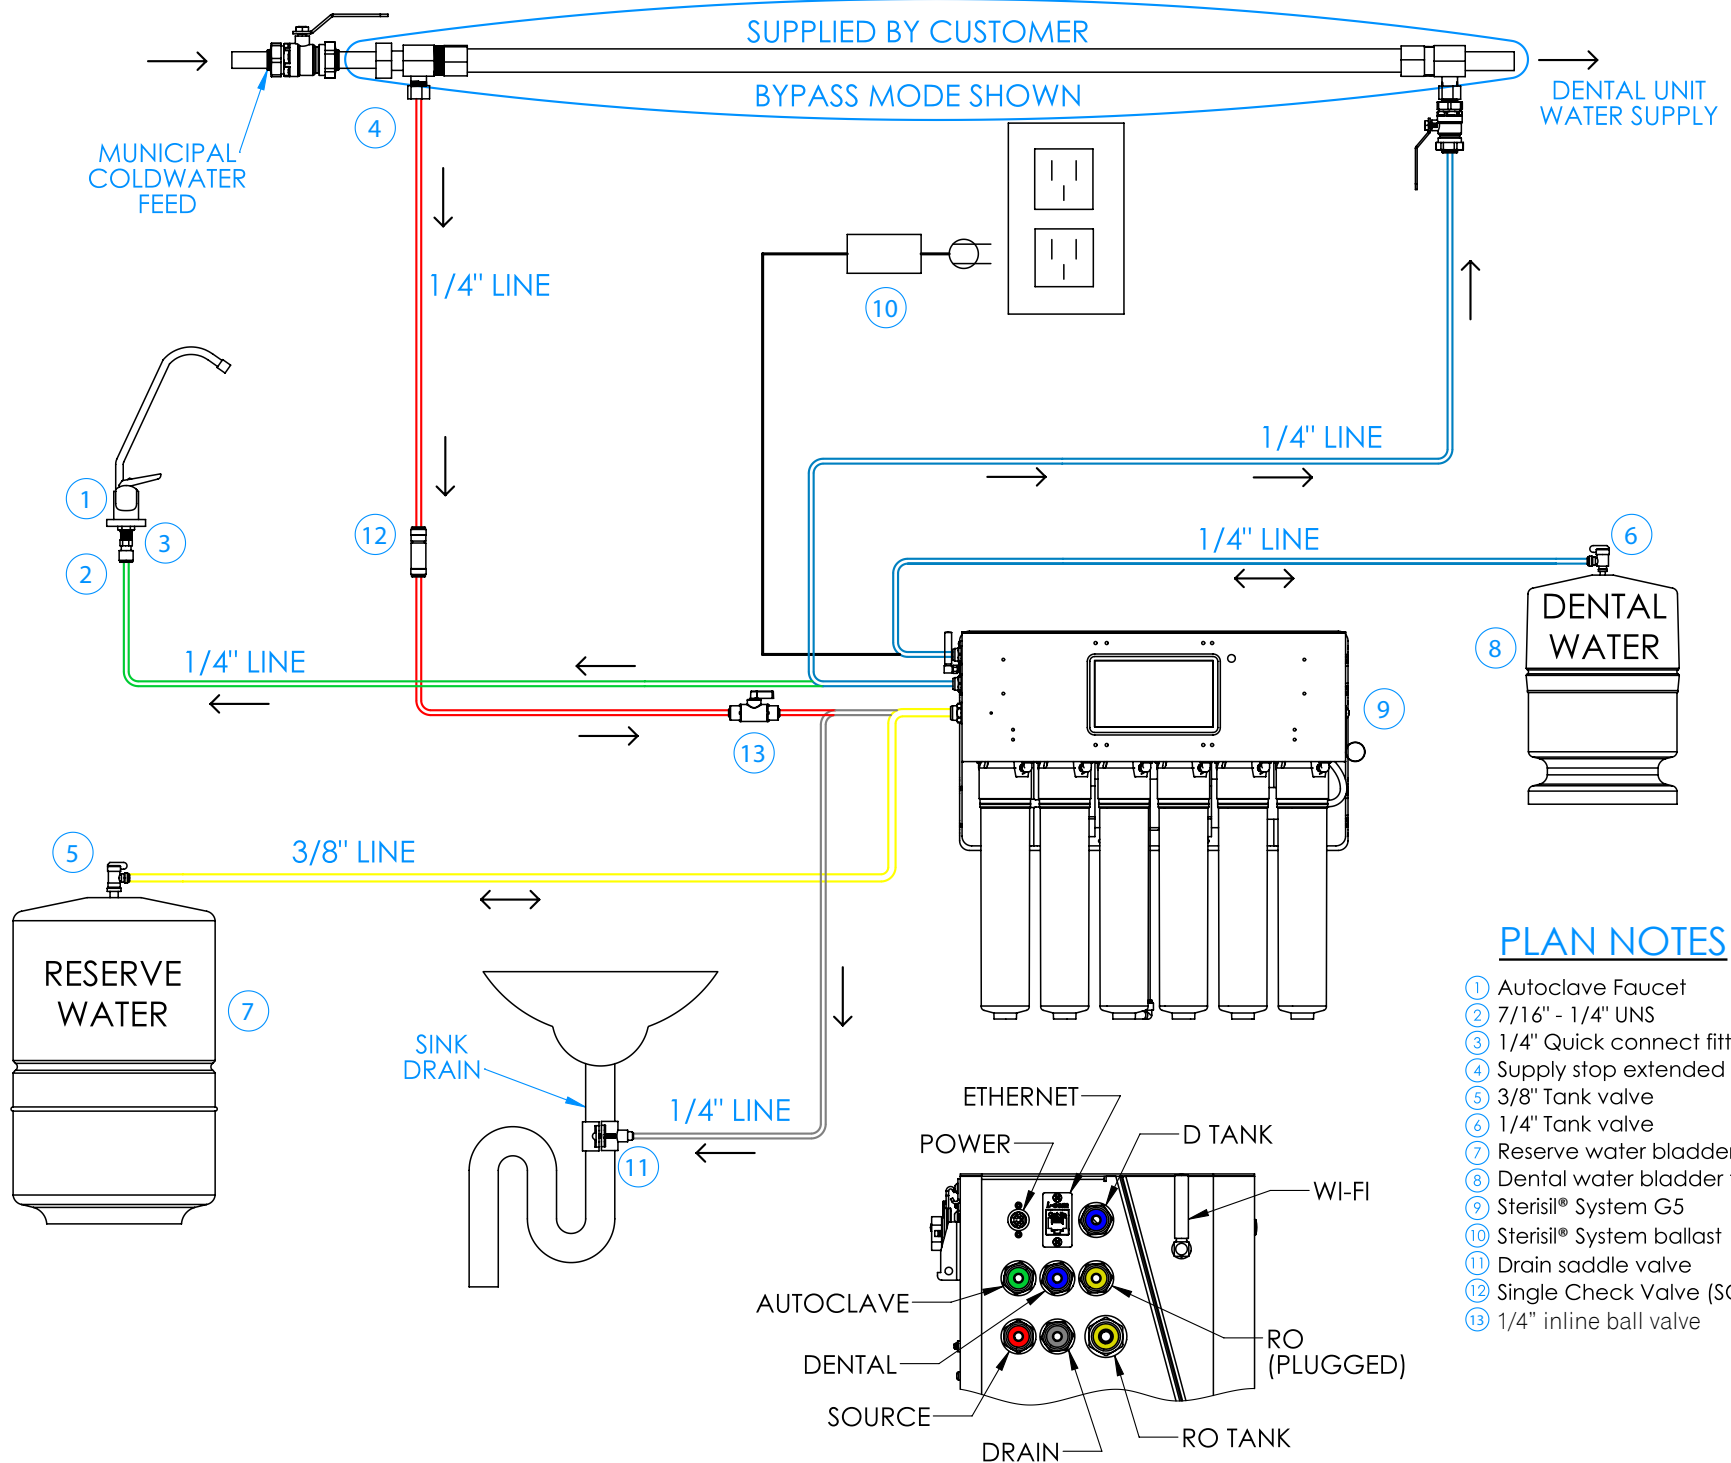 SUPPLIED BY CUSTOMER
BYPASS MODE SHOWN
DENTAL UNIT
WATER SUPPLY
4
MUNICIPAL
COLDWATER
FEED
1/4" LINE
10
1/4" LINE
1
12
3
2
1/4" LINE
6
DENTAL
WATER
8
1/4" LINE
9
13
5
3/8" LINE
RESERVE
WATER
7
SINK
DRAIN
1/4" LINE
11
PLAN NOTES
1 Autoclave Faucet
2 7/16" - 1/4" UNS
3 1/4" Quick connect
4 Supply stop extended
5 3/8" Tank valve
6 1/4" Tank valve
7 Reserve water
8 Dental water bladder
9 Sterisil® System G5
10 Sterisil® System ballast
11 Drain saddle valve
12 Single Check Valve
13 1/4” inline ball valve
ETHERNET
POWER
D TANK
WI-FI
AUTOCLAVE
DENTAL
RO
(PLUGGED)
SOURCE
DRAIN
RO TANK